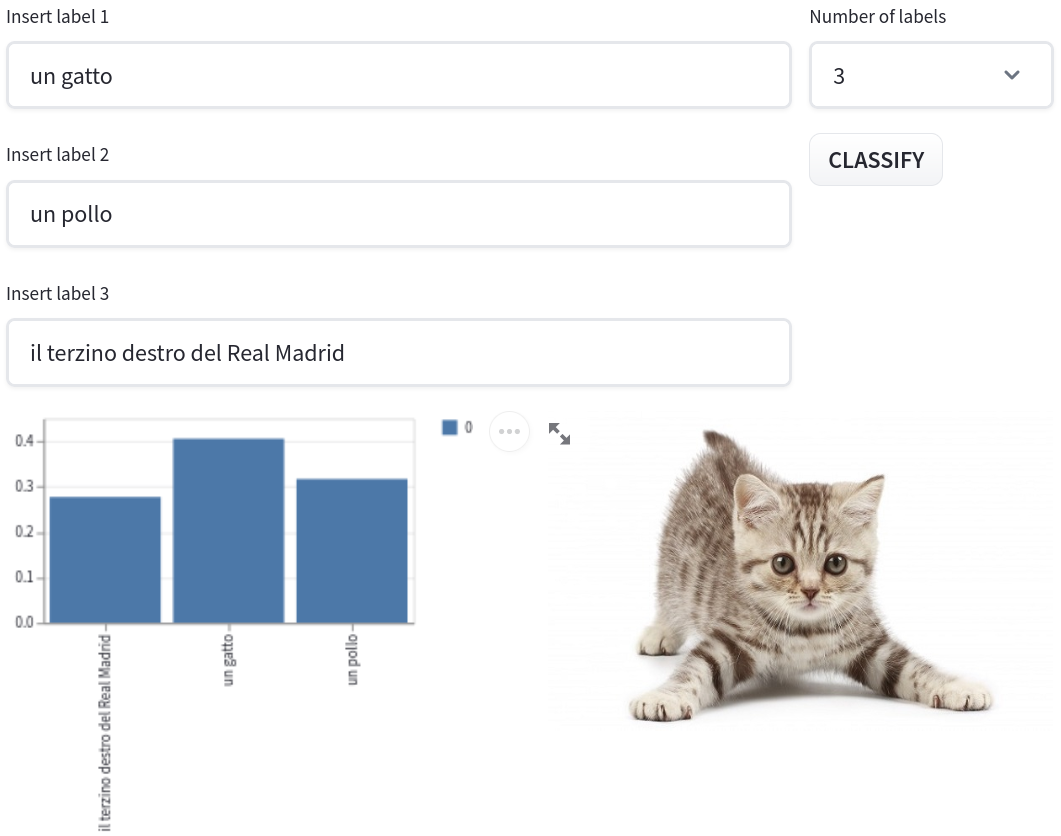 Insert label 1
Number of labels
un gatto
3
CLASSIFY
Insert label 2
un pollo
Insert label 3
il terzino destro del Real Madrid
0
0.4
0.3
0.2
0.1
0.0
il terzino destro del Real Madrid
un gatto
un pollo